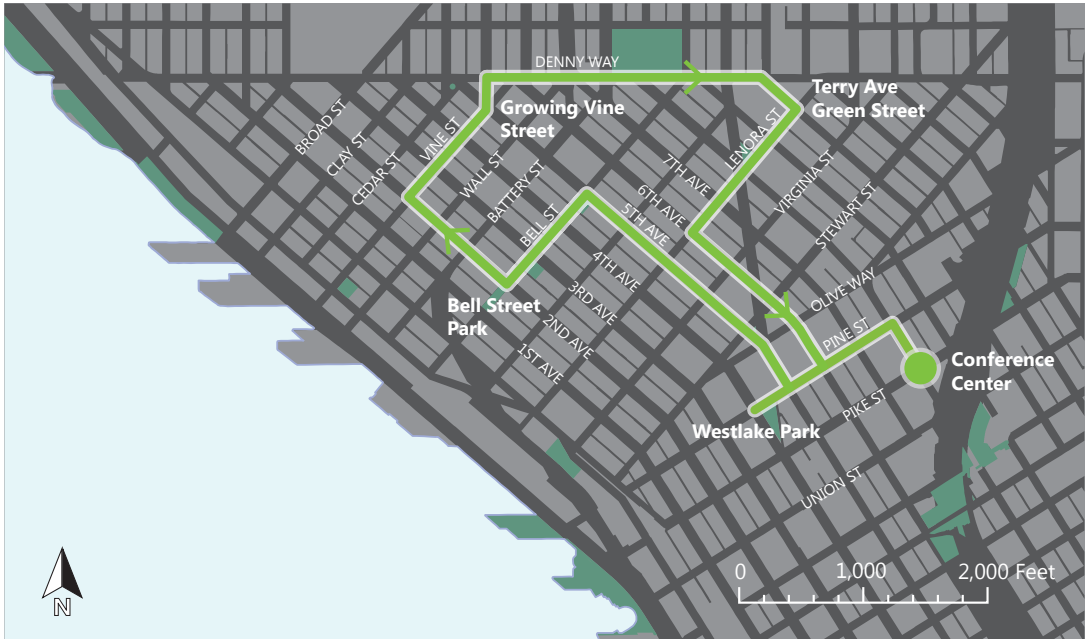 DENNY WAY
Terry Ave
Green Street
Growing Vine
Street
BROAD ST
CLAY ST
CEDAR ST
VINE ST
WALL ST
BATTERY ST
BELL ST
LENORA ST
7TH AVE
6TH AVE
5TH AVE
VIRGINIA ST
STEWART ST
4TH AVE
3RD AVE
2ND AVE
1ST AVE
Bell Street
Park
OLIVE WAY
PINE ST
Conference
Center
PIKE ST
Westlake Park
UNION ST
N
0 1,000 2,000 Feet